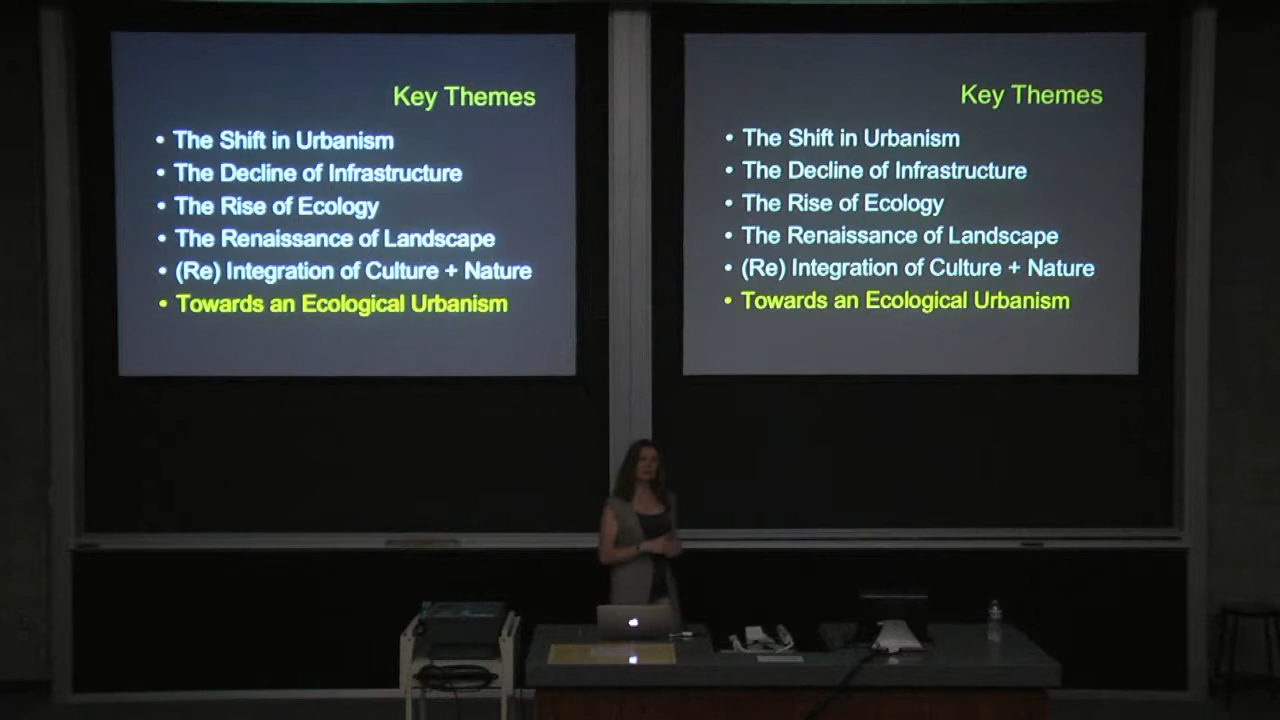 Key Themes
• The Shift in Urbanism
• The Decline of Infrastructure
• The Rise of Ecology
• The Renaissance of Landscape
• (Re) Integration of Culture + Nature
• Towards an Ecological Urbanism
Key Themes
• The Shift in Urbanism
• The Decline of Infrastructure
• The Rise of Ecology
• The Renaissance of Landscape
• (Re) Integration of Culture + Nature
• Towards an Ecological Urbanism